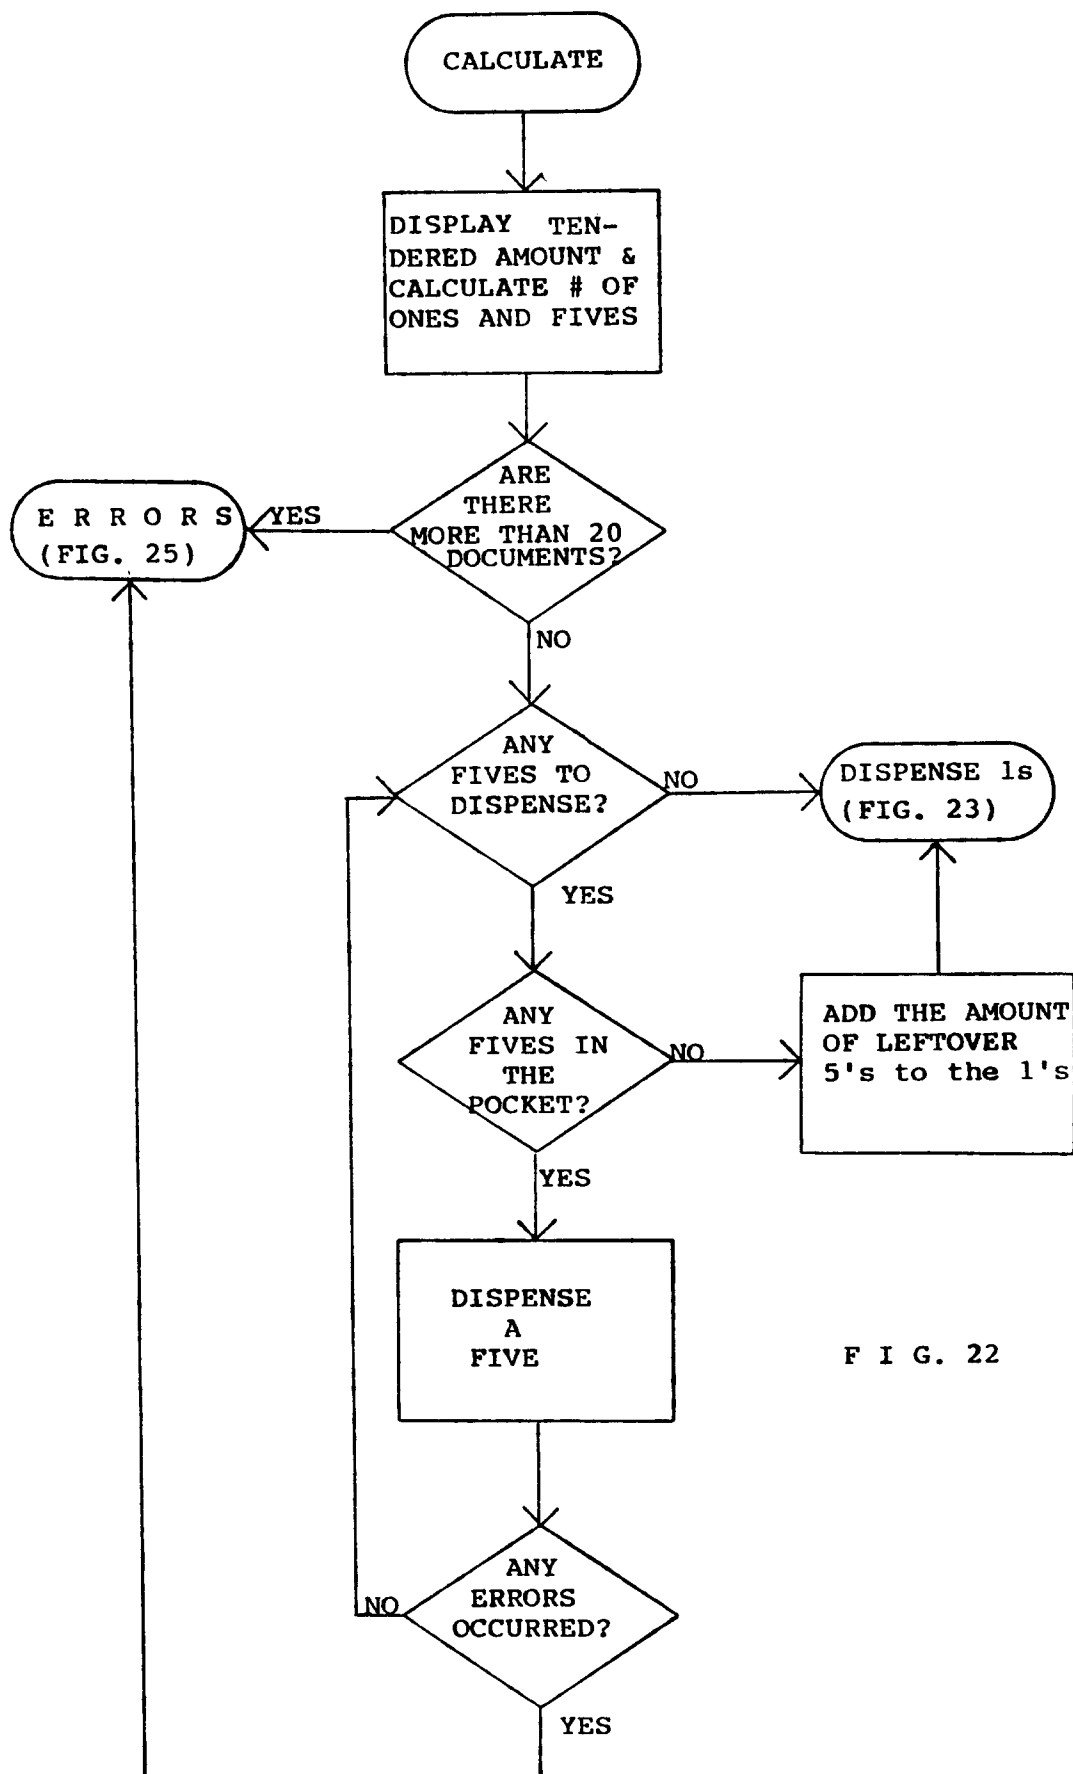 CALCULATE
DISPLAY TEN-
DERED AMOUNT &
CALCULATE # OF
ONES AND FIVES
ARE
THERE
MORE THAN 20
DOCUMENTS?
YES
E R R O R S
(FIG. 25)
NO
ANY
FIVES TO
DISPENSE?
NO
DISPENSE 1s
(FIG. 23)
YES
ANY
FIVES IN
THE
POCKET?
NO
ADD THE AMOUNT
OF LEFTOVER
5's to the 1's
YES
DISPENSE
A
FIVE
F I G. 22
ANY
ERRORS
OCCURRED?
NO
YES